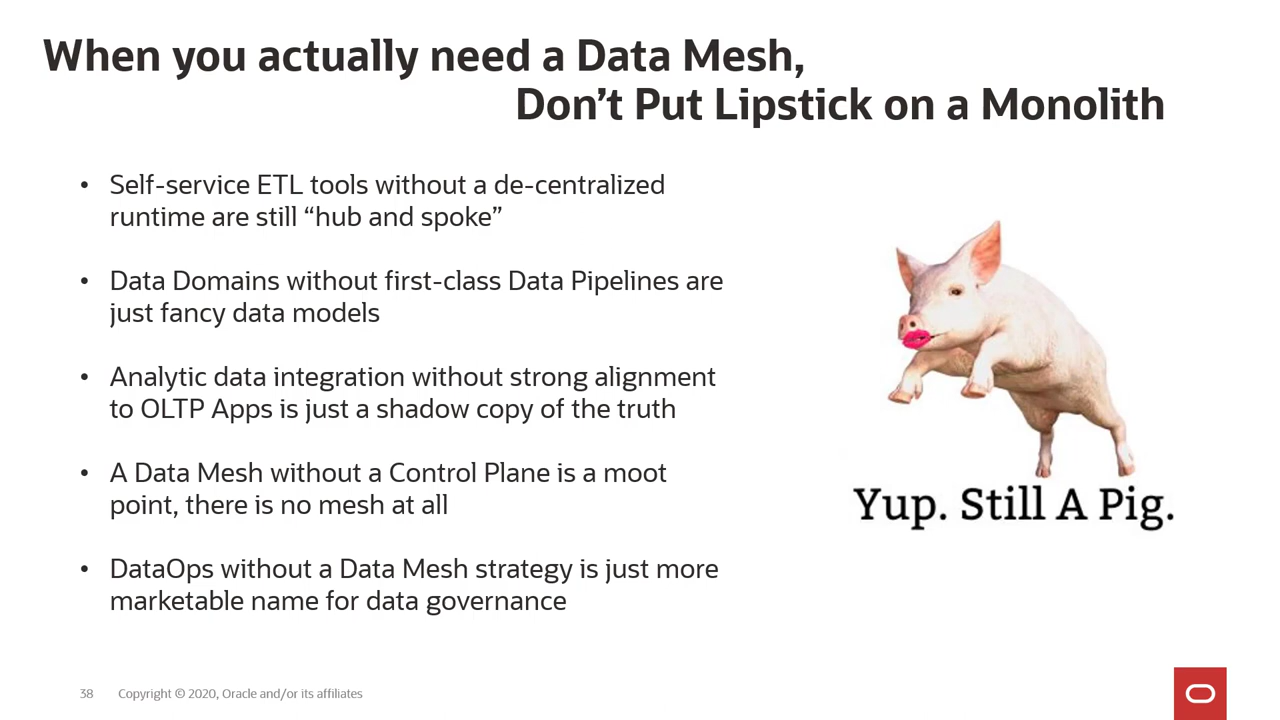 When you actually need a Data Mesh,
Don’t Put Lipstick on a Monolith
• Self-service ETL tools without a de-centralized
runtime are still “hub and spoke”
• Data Domains without first-class Data Pipelines are
just fancy data models
• Analytic data integration without strong alignment
to OLTP Apps is just a shadow copy of the truth
• A Data Mesh without a Control Plane is a moot
point, there is no mesh at all
• DataOps without a Data Mesh strategy is just more
marketable name for data governance
Yup. Still A Pig.
38 Copyright © 2020, Oracle and/or its affiliates